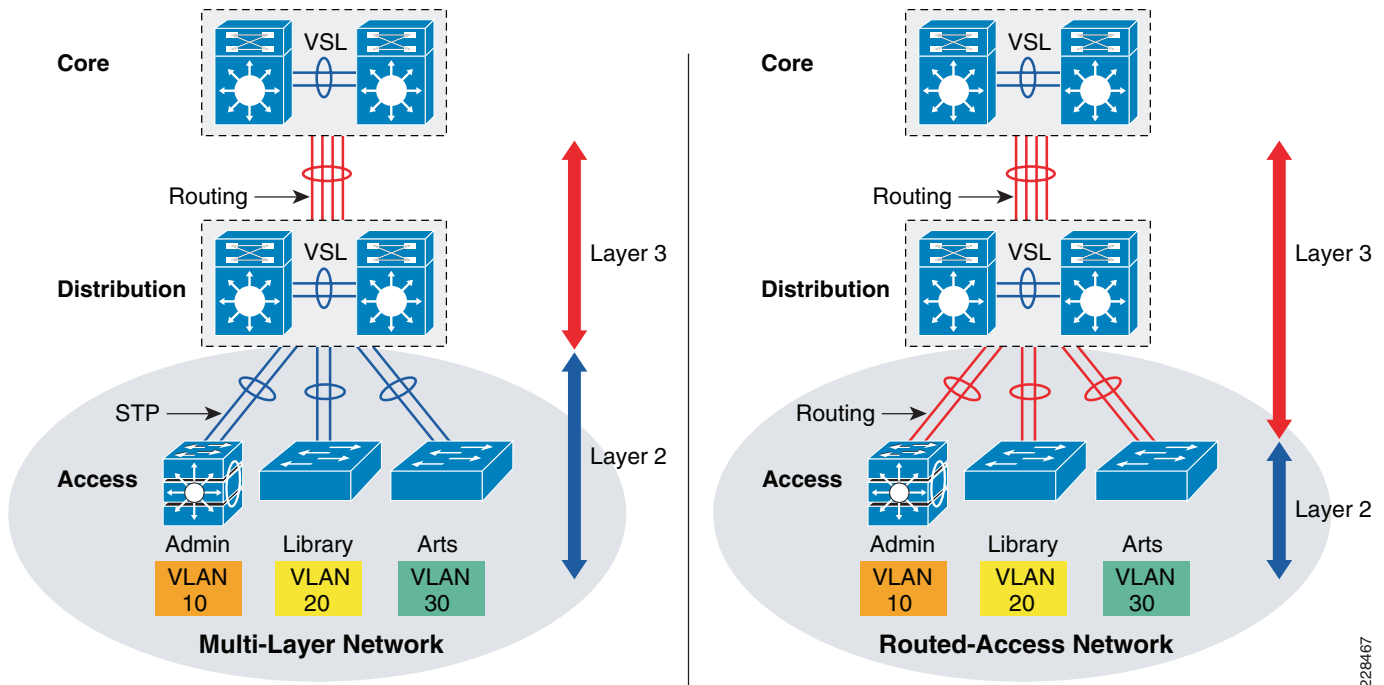 Core
VSL
Routing
Layer 3
VSL
Distribution
STP
Layer 2
Access
Admin
Library
Arts
VLAN
10
VLAN
20
VLAN
30
Multi-Layer Network
Core
VSL
Routing
Layer 3
VSL
Distribution
Routing
Access
Layer 2
Admin
Library
Arts
VLAN
10
VLAN
20
VLAN
30
Routed-Access Network
228467